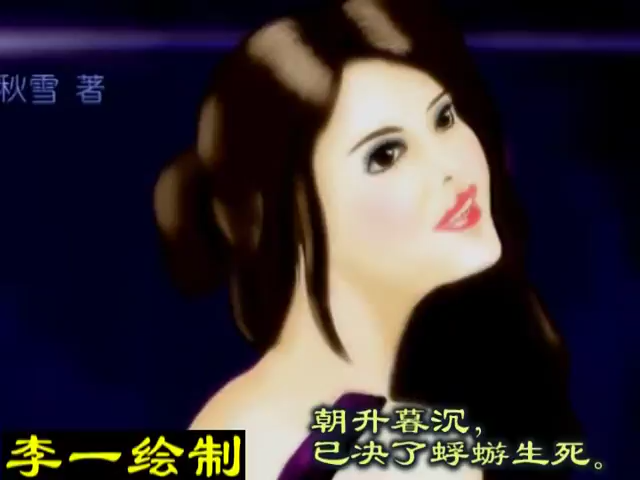 秋雪 著
朝升暮沉，
已决了蜉蝣生死。
李一绘制